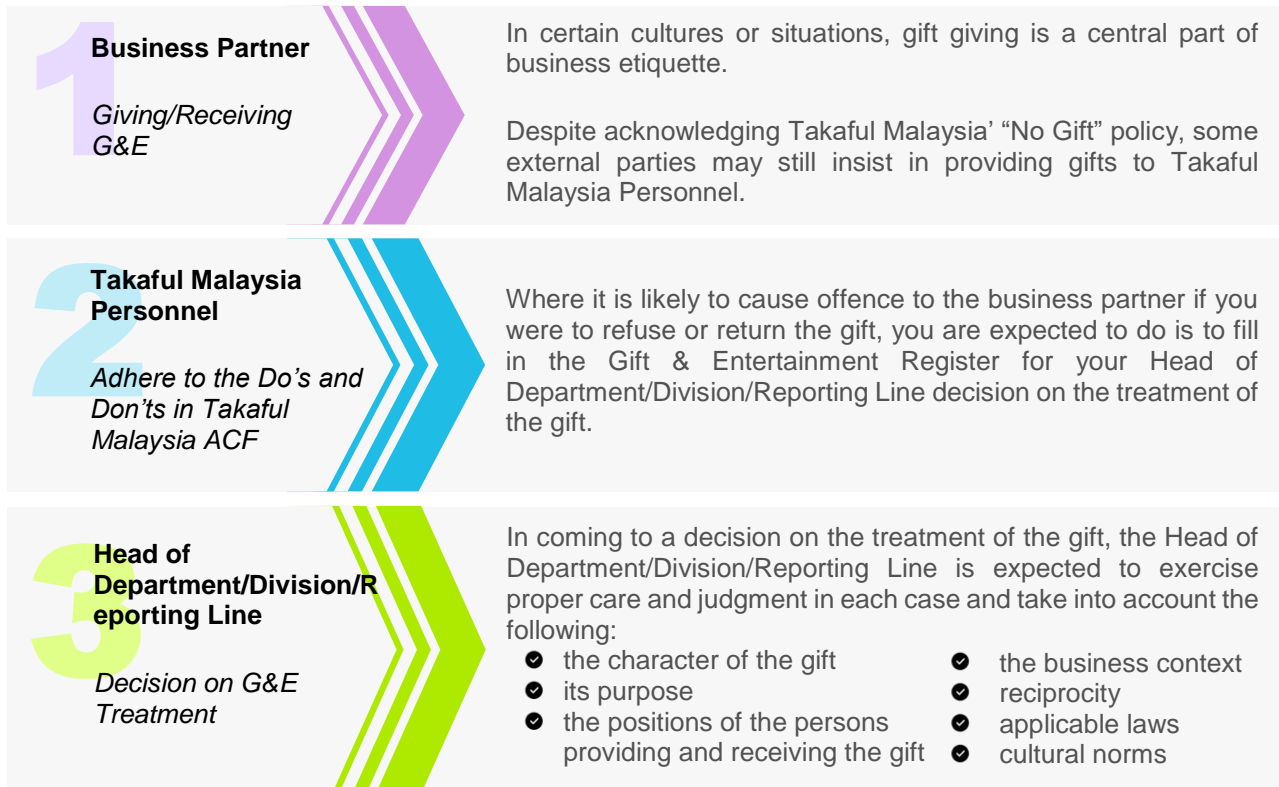 1
Business Partner
Giving/Receiving
G&E
In certain cultures or situations, gift giving is a central part of
business etiquette.
Despite acknowledging Takaful Malaysia’ “No Gift” policy, some
external parties may still insist in providing gifts to Takaful
Malaysia Personnel.
2
Takaful Malaysia
Personnel
Adhere to the Do’s and
Don’ts in Takaful
Malaysia ACF
Where it is likely to cause offence to the business partner if you
were to refuse or return the gift, you are expected to do is to fill
in the Gift & Entertainment Register for your Head of
Department/Division/Reporting Line decision on the treatment of
the gift.
3
Head of
Department/Division/R
eporting Line
Decision on G&E
Treatment
In coming to a decision on the treatment of the gift, the Head of
Department/Division/Reporting Line is expected to exercise
proper care and judgment in each case and take into account the
following:
the character of the gift
its purpose
the positions of the persons
providing and receiving the gift
the business context
reciprocity
applicable laws
cultural norms